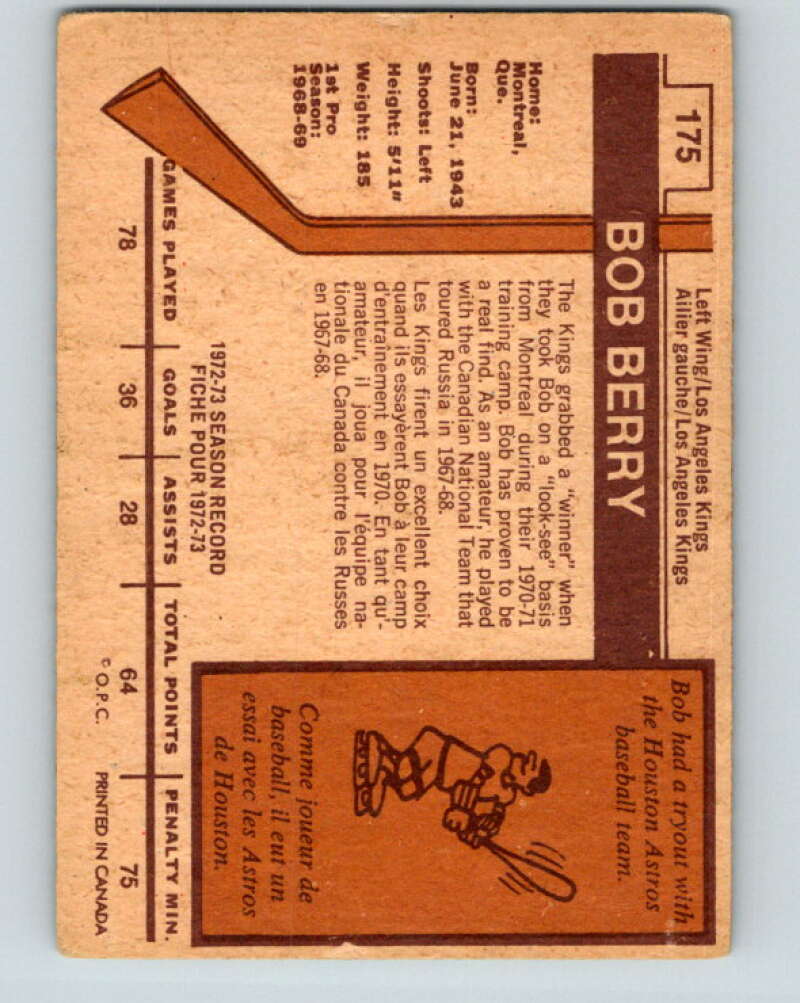 175
Left Wing/Los Angeles Kings
Ailier gauche/Los Angeles Kings
BOB BERRY
Home:
Montreal,
Que.
Born:
June 21, 1943
Shoots: Left
Height: 5'11"
Weight: 185
1st Pro
Season:
1968-69
The Kings grabbed a "winner" when
they took Bob on a "look-see" basis
from Montreal during their 1970-71
training camp. Bob has proven to be
a real find. As an amateur, he played
with the Canadian National Team that
toured Russia in 1967-68.
Les Kings firent un excellent choix
quand ils essayèrent Bob à leur camp
d'entraînement en 1970. En tant qu'-
amateur, il joua pour l'équipe na-
tionale du Canada contre les Russes
en 1967-68.
Bob had a tryout with
the Houston Astros
baseball team.
Comme joueur de
baseball, il eut un
essai avec les Astros
de Houston.
1972-73 SEASON RECORD
FICHE POUR 1972-73
GAMES PLAYED GOALS ASSISTS TOTAL POINTS PENALTY MIN.
78 36 28 64 75
© O.P.C. PRINTED IN CANADA